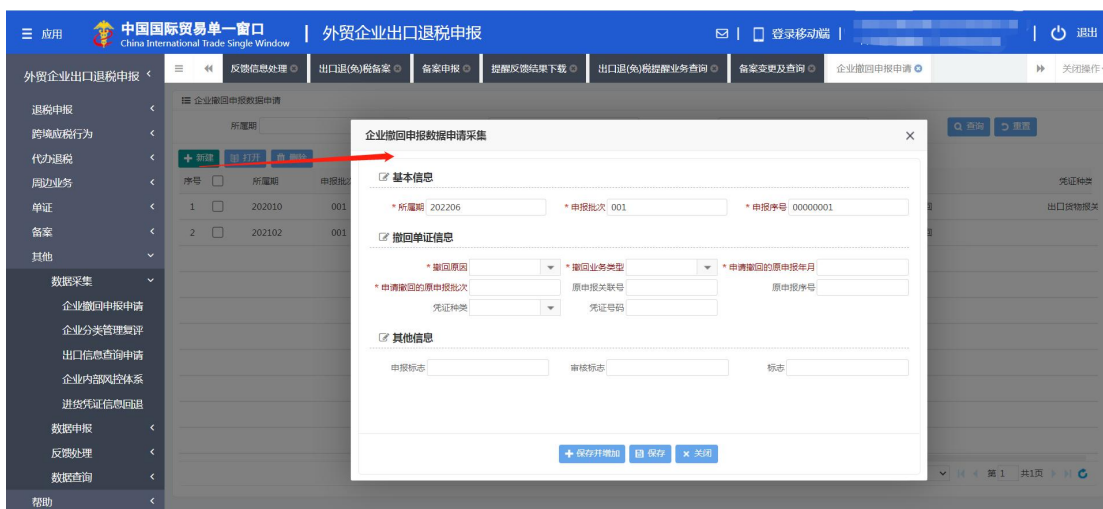 应用
中国国际贸易单一窗口
China International Trade Single Window
外贸企业出口退税申报
登录移动端
退出
外贸企业出口退税申报
反馈信息处理
出口退(免)税备案
备案申报
提醒反馈结果下载
出口退(免)税提醒业务查询
备案变更及查询
企业撤回申报申请
关闭操作
退税申报
跨境应税行为
代办退税
周边业务
单证
备案
其他
数据采集
企业撤回申报申请
企业分类管理复评
出口信息查询申请
企业内部风控体系
进货凭证信息回退
数据申报
反馈处理
数据查询
帮助
企业撤回申报数据申请
所属期
查询 重置
新建 打开 删除
序号 所属期 申报批次 凭证种类
1 202010 001 出口货物报关
2 202102 001
企业撤回申报数据申请采集
基本信息
*所属期 202206 *申报批次 001 *申报序号 00000001
撤回单证信息
*撤回原因 *撤回业务类型 *申请撤回的原申报年月
*申请撤回的原申报批次 原申报关联号 原申报序号
凭证种类 凭证号码
其他信息
申报标志 审核标志 标志
保存并增加 保存 关闭
第 1 共1页